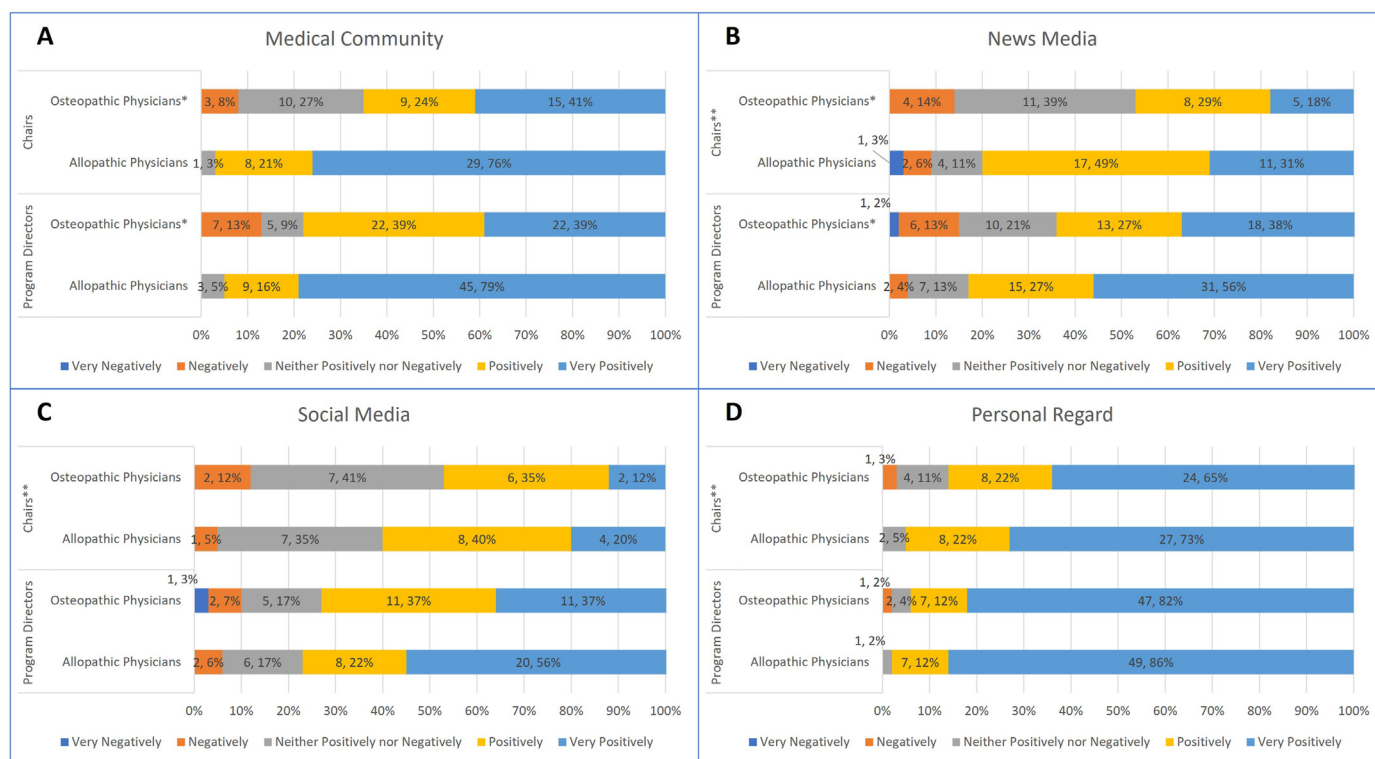 A
Medical Community
Chairs
Osteopathic Physicians*
3, 8%
10, 27%
9, 24%
15, 41%
Allopathic Physicians
1, 3%
8, 21%
29, 76%
Program Directors
Osteopathic Physicians*
7, 13%
5, 9%
22, 39%
22, 39%
Allopathic Physicians
3, 5%
9, 16%
45, 79%
0% 10% 20% 30% 40% 50% 60% 70% 80% 90% 100%
Very Negatively Negatively Neither Positively nor Negatively Positively Very Positively
B
News Media
Chairs**
Osteopathic Physicians*
4, 14%
11, 39%
8, 29%
5, 18%
Allopathic Physicians
1, 3%
2, 6%
4, 11%
17, 49%
11, 31%
Program Directors
Osteopathic Physicians*
1, 2%
6, 13%
10, 21%
13, 27%
18, 38%
Allopathic Physicians
2, 4%
7, 13%
15, 27%
31, 56%
0% 10% 20% 30% 40% 50% 60% 70% 80% 90% 100%
Very Negatively Negatively Neither Positively nor Negatively Positively Very Positively
C
Social Media
Chairs**
Osteopathic Physicians
2, 12%
7, 41%
6, 35%
2, 12%
Allopathic Physicians
1, 5%
7, 35%
8, 40%
4, 20%
Program Directors
Osteopathic Physicians
1, 3%
2, 7%
5, 17%
11, 37%
11, 37%
Allopathic Physicians
2, 6%
6, 17%
8, 22%
20, 56%
0% 10% 20% 30% 40% 50% 60% 70% 80% 90% 100%
Very Negatively Negatively Neither Positively nor Negatively Positively Very Positively
D
Personal Regard
Chairs**
Osteopathic Physicians
1, 3%
4, 11%
8, 22%
24, 65%
Allopathic Physicians
2, 5%
8, 22%
27, 73%
Program Directors
Osteopathic Physicians
1, 2%
2, 4%
7, 12%
47, 82%
Allopathic Physicians
1, 2%
7, 12%
49, 86%
0% 10% 20% 30% 40% 50% 60% 70% 80% 90% 100%
Very Negatively Negatively Neither Positively nor Negatively Positively Very Positively